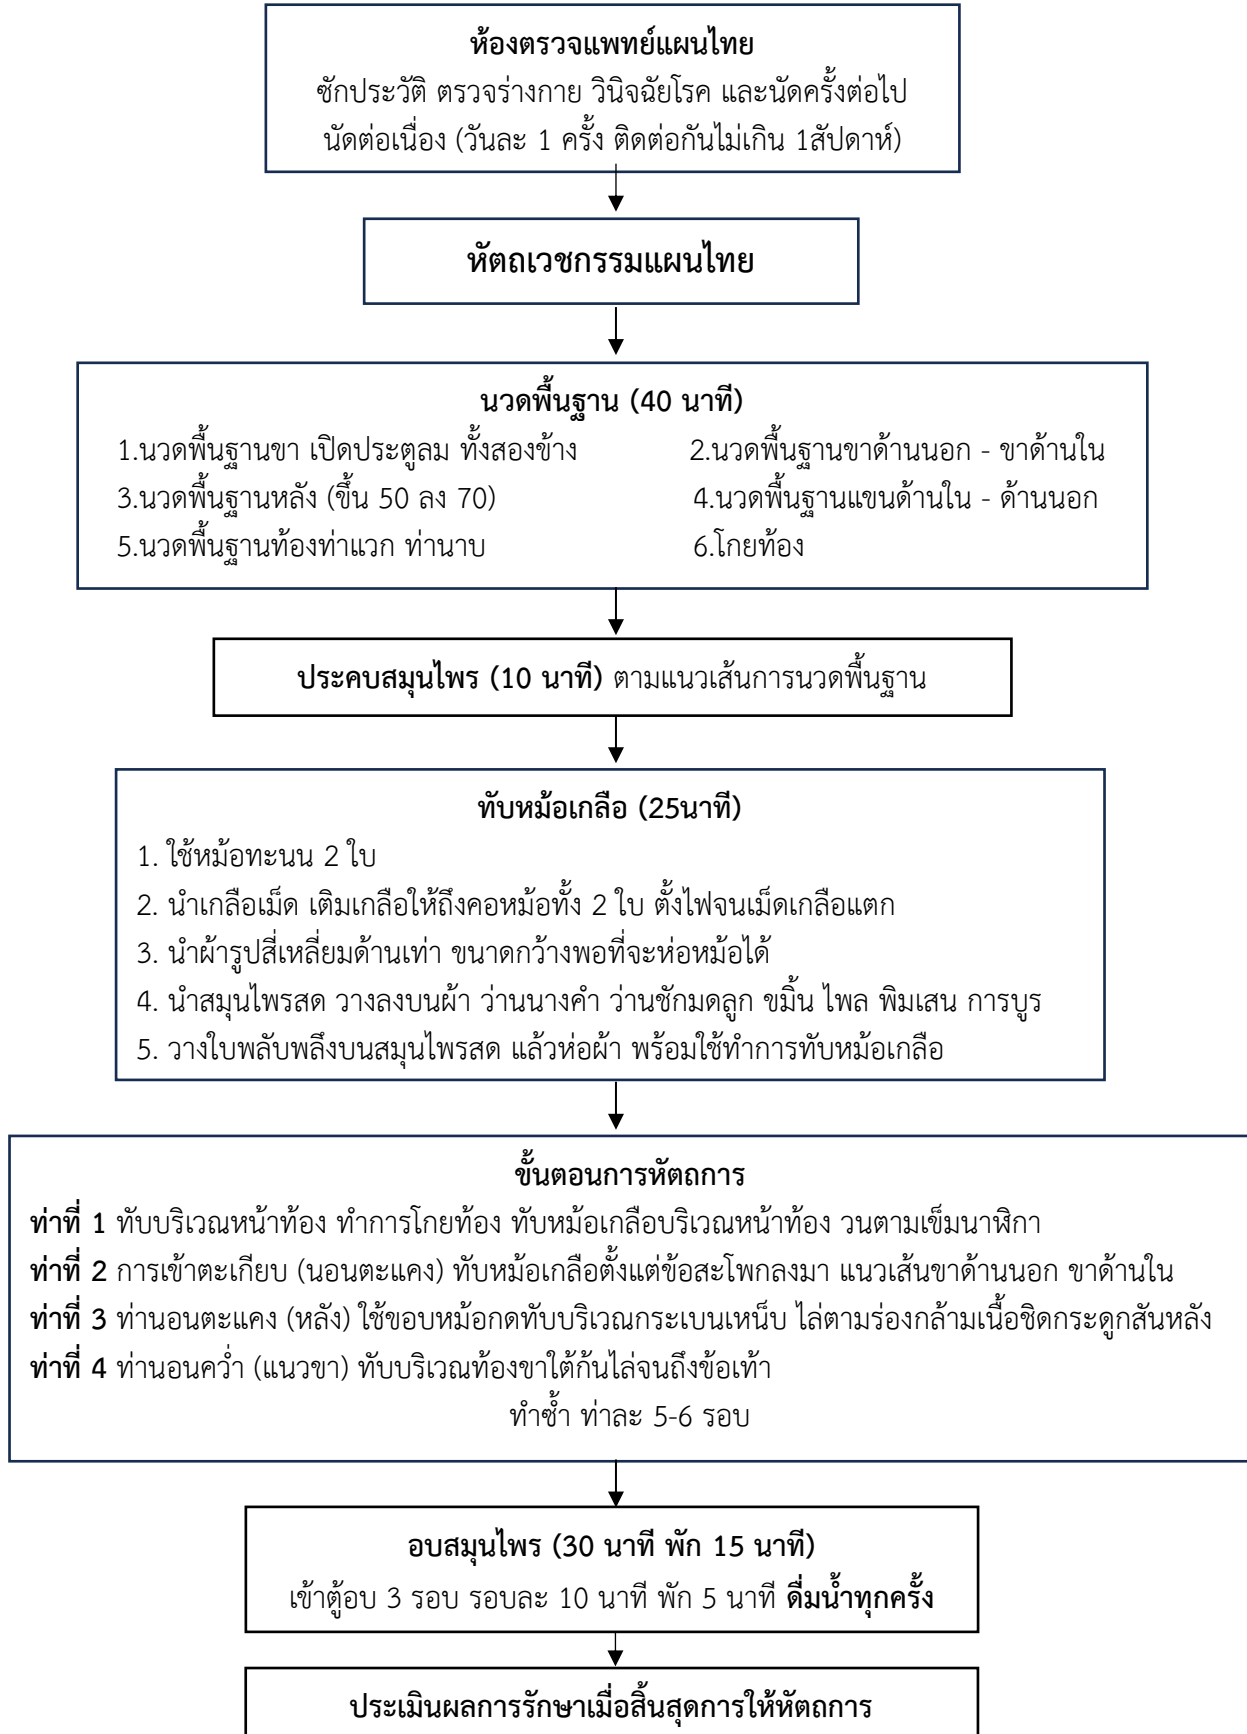 ห้องตรวจแพทย์แผนไทย
ซักประวัติ ตรวจร่างกาย วินิจฉัยโรค และนัดครั้งต่อไป
นัดต่อเนื่อง (วันละ 1 ครั้ง ติดต่อกันไม่เกิน 1สัปดาห์)
หัตถเวชกรรมแผนไทย
นวดพื้นฐาน (40 นาที)
1.นวดพื้นฐานขา เปิดประตูลม ทั้งสองข้าง 2.นวดพื้นฐานขาด้านนอก - ขาด้านใน
3.นวดพื้นฐานหลัง (ขึ้น 50 ลง 70) 4.นวดพื้นฐานแขนด้านใน - ด้านนอก
5.นวดพื้นฐานท้องท่าแวก ท่านาบ 6.โกยท้อง
ประคบสมุนไพร (10 นาที) ตามแนวเส้นการนวดพื้นฐาน
ทับหม้อเกลือ (25นาที)
1. ใช้หม้อทะนน 2 ใบ
2. นำเกลือเม็ด เติมเกลือให้ถึงคอหม้อทั้ง 2 ใบ ตั้งไฟจนเม็ดเกลือแตก
3. นำผ้ารูปสี่เหลี่ยมด้านเท่า ขนาดกว้างพอที่จะห่อหม้อได้
4. นำสมุนไพรสด วางลงบนผ้า ว่านนางคำ ว่านชักมดลูก ขมิ้น ไพล พิมเสน การบูร
5. วางใบพลับพลึงบนสมุนไพรสด แล้วห่อผ้า พร้อมใช้ทำการทับหม้อเกลือ
ขั้นตอนการหัตถการ
ท่าที่ 1 ทับบริเวณหน้าท้อง ทำการโกยท้อง ทับหม้อเกลือบริเวณหน้าท้อง วนตามเข็มนาฬิกา
ท่าที่ 2 การเข้าตะเกียบ (นอนตะแคง) ทับหม้อเกลือตั้งแต่ข้อสะโพกลงมา แนวเส้นขาด้านนอก ขาด้านใน
ท่าที่ 3 ท่านอนตะแคง (หลัง) ใช้ขอบหม้อกดทับบริเวณกระเบนเหน็บ ไล่ตามร่องกล้ามเนื้อชิดกระดูกสันหลัง
ท่าที่ 4 ท่านอนคว่ำ (แนวขา) ทับบริเวณท้องขาใต้ก้นไล่จนถึงข้อเท้า
ทำซ้ำ ท่าละ 5-6 รอบ
อบสมุนไพร (30 นาที พัก 15 นาที)
เข้าตู้อบ 3 รอบ รอบละ 10 นาที พัก 5 นาที ดื่มน้ำทุกครั้ง
ประเมินผลการรักษาเมื่อสิ้นสุดการให้หัตถการ